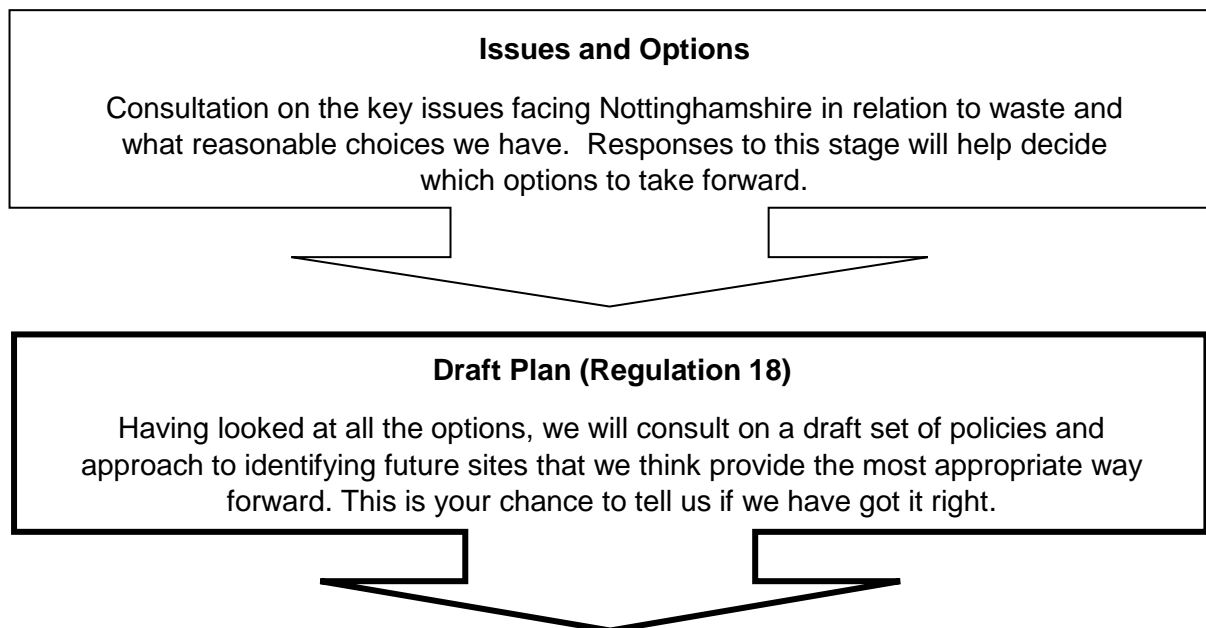 Issues and Options
Consultation on the key issues facing Nottinghamshire in relation to waste and
what reasonable choices we have.  Responses to this stage will help decide
which options to take forward.
Draft Plan (Regulation 18)
Having looked at all the options, we will consult on a draft set of policies and
approach to identifying future sites that we think provide the most appropriate way
forward. This is your chance to tell us if we have got it right.